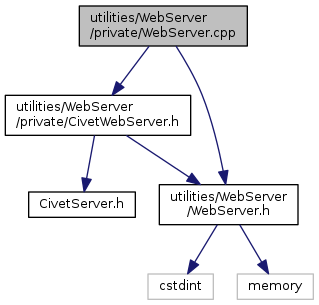 utilities/WebServer
/private/WebServer.cpp
utilities/WebServer
/private/CivetWebServer.h
CivetServer.h
utilities/WebServer
/WebServer.h
cstdint
memory